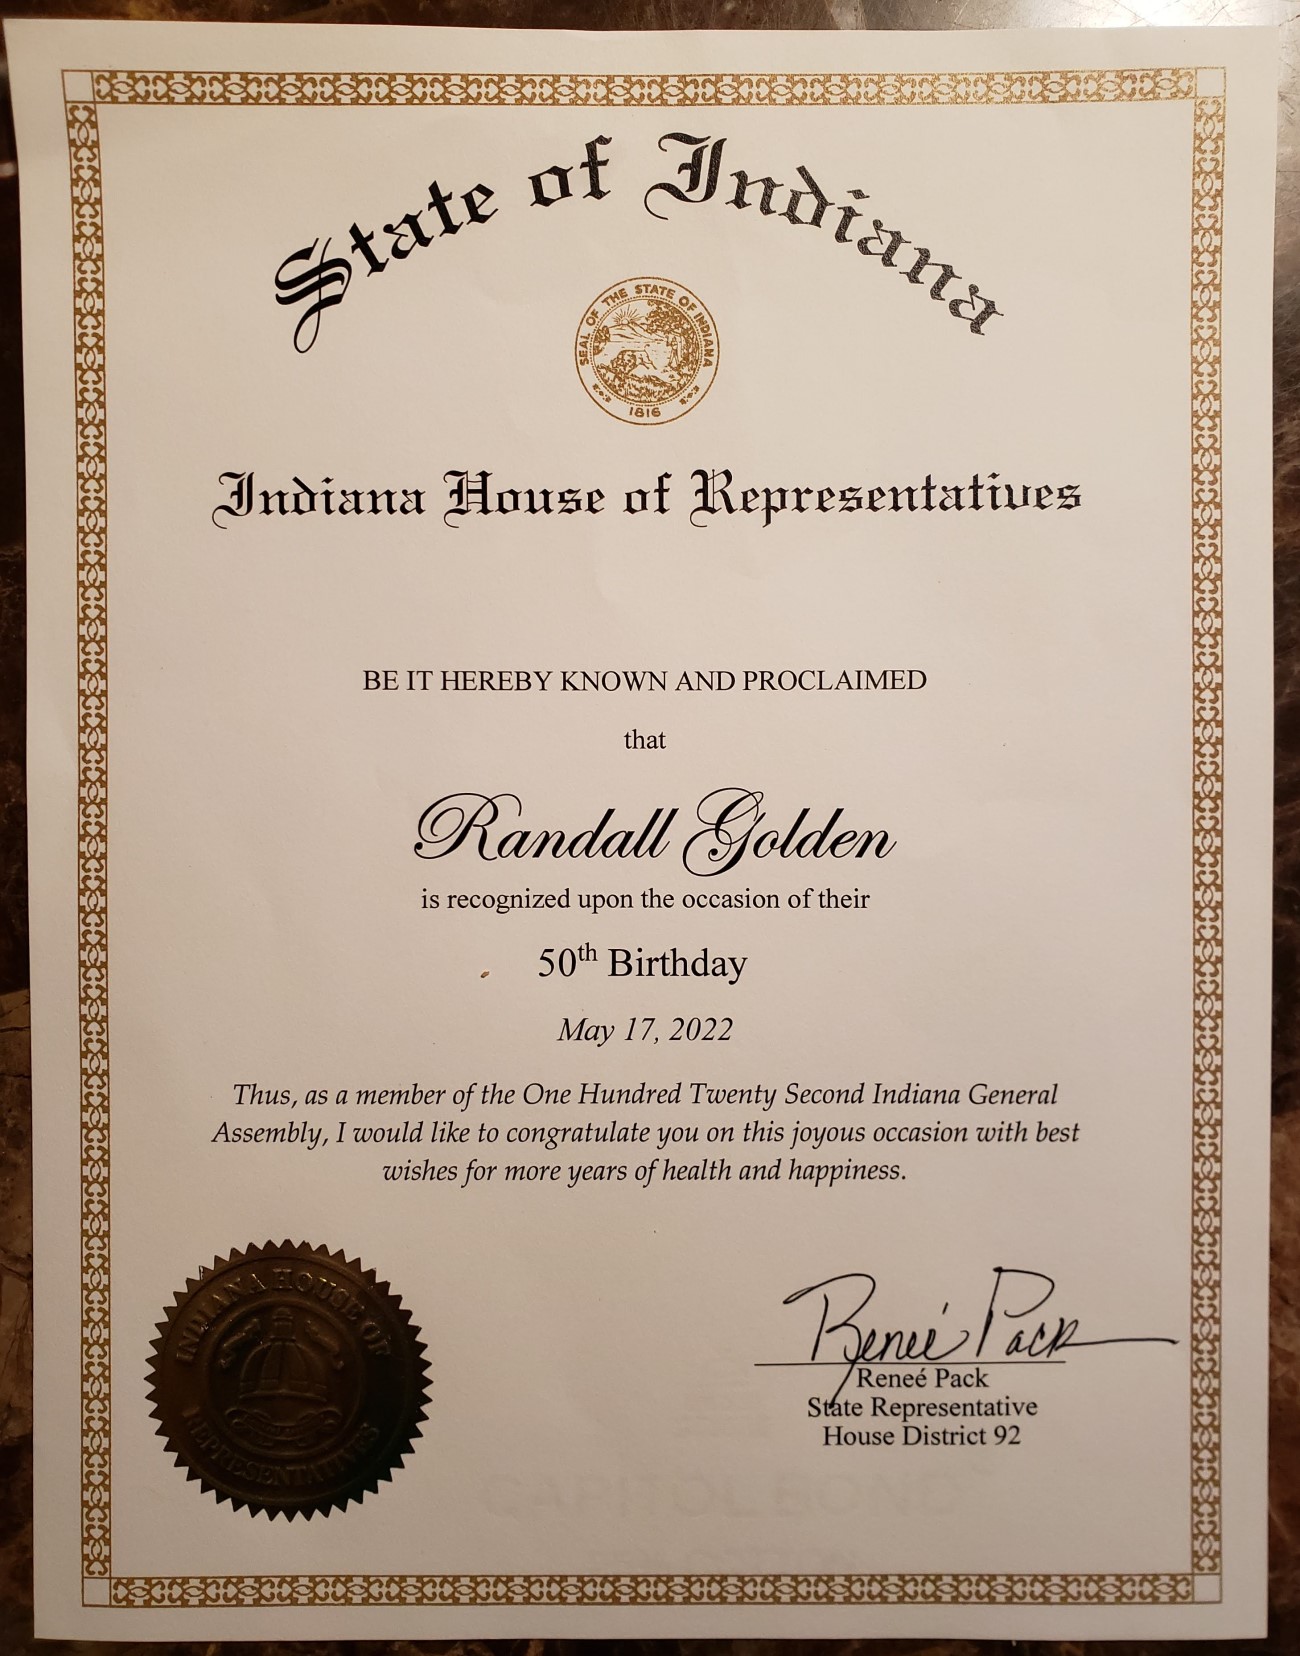 State of Indiana
SEAL OF THE STATE OF INDIANA
1816
Indiana House of Representatives
BE IT HEREBY KNOWN AND PROCLAIMED
that
Randall Golden
is recognized upon the occasion of their
50th Birthday
May 17, 2022
Thus, as a member of the One Hundred Twenty Second Indiana General
Assembly, I would like to congratulate you on this joyous occasion with best
wishes for more years of health and happiness.
INDIANA HOUSE OF
REPRESENTATIVES
Reneé Pack
Reneé Pack
State Representative
House District 92